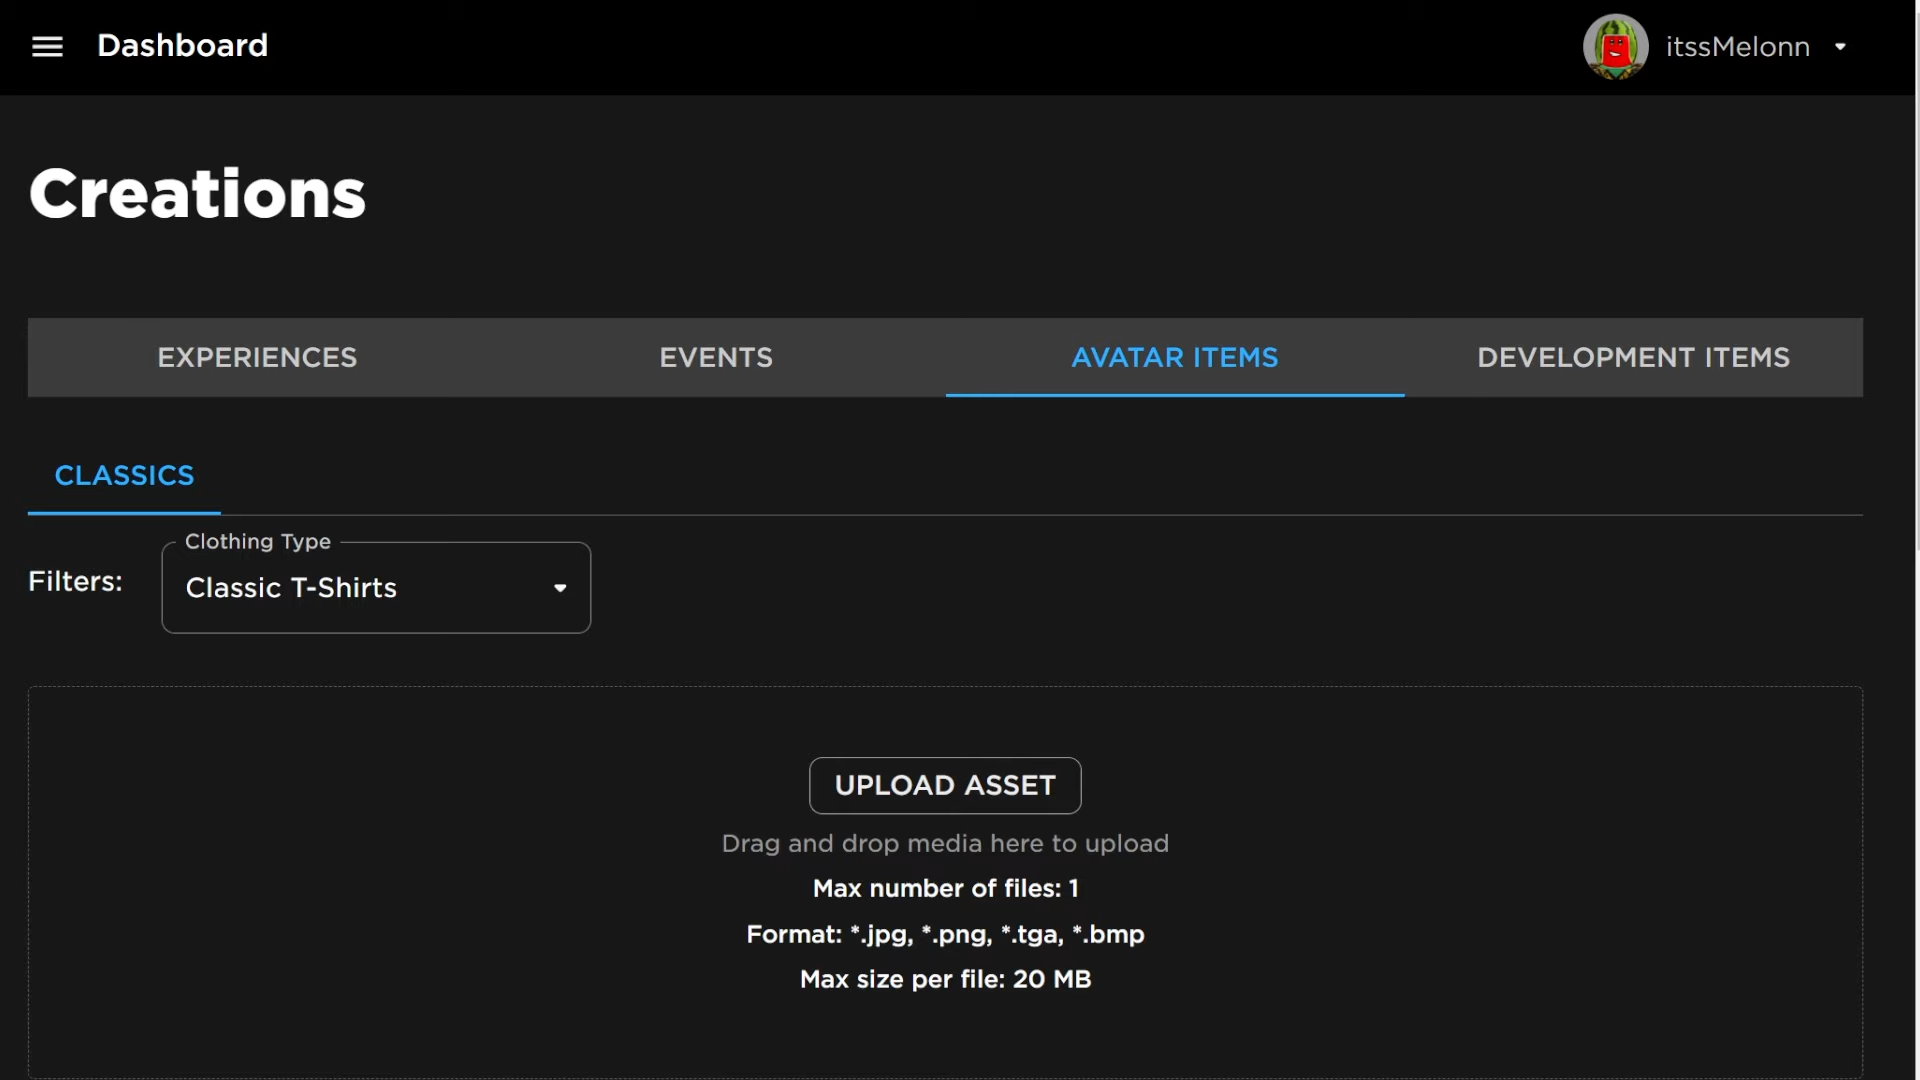 Dashboard
itssMelonn
Creations
EXPERIENCES
EVENTS
AVATAR ITEMS
DEVELOPMENT ITEMS
CLASSICS
Clothing Type
Filters:
Classic T-Shirts
UPLOAD ASSET
Drag and drop media here to upload
Max number of files: 1
Format: *.jpg, *.png, *.tga, *.bmp
Max size per file: 20 MB